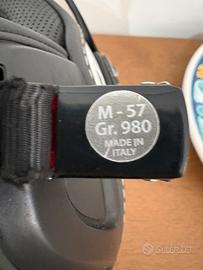 M - 57
Gr. 980
MADE IN
ITALY
subito.it